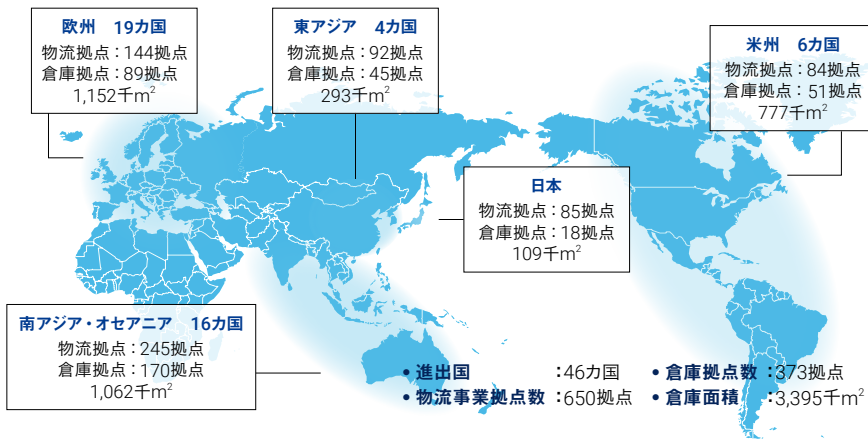 欧州　19カ国
物流拠点：144拠点
倉庫拠点：89拠点
1,152千m²
東アジア　4カ国
物流拠点：92拠点
倉庫拠点：45拠点
293千m²
米州　6カ国
物流拠点：84拠点
倉庫拠点：51拠点
777千m²
日本
物流拠点：85拠点
倉庫拠点：18拠点
109千m²
南アジア・オセアニア　16カ国
物流拠点：245拠点
倉庫拠点：170拠点
1,062千m²
• 進出国　：46カ国
• 物流事業拠点数：650拠点
• 倉庫拠点数：373拠点
• 倉庫面積　：3,395千m²